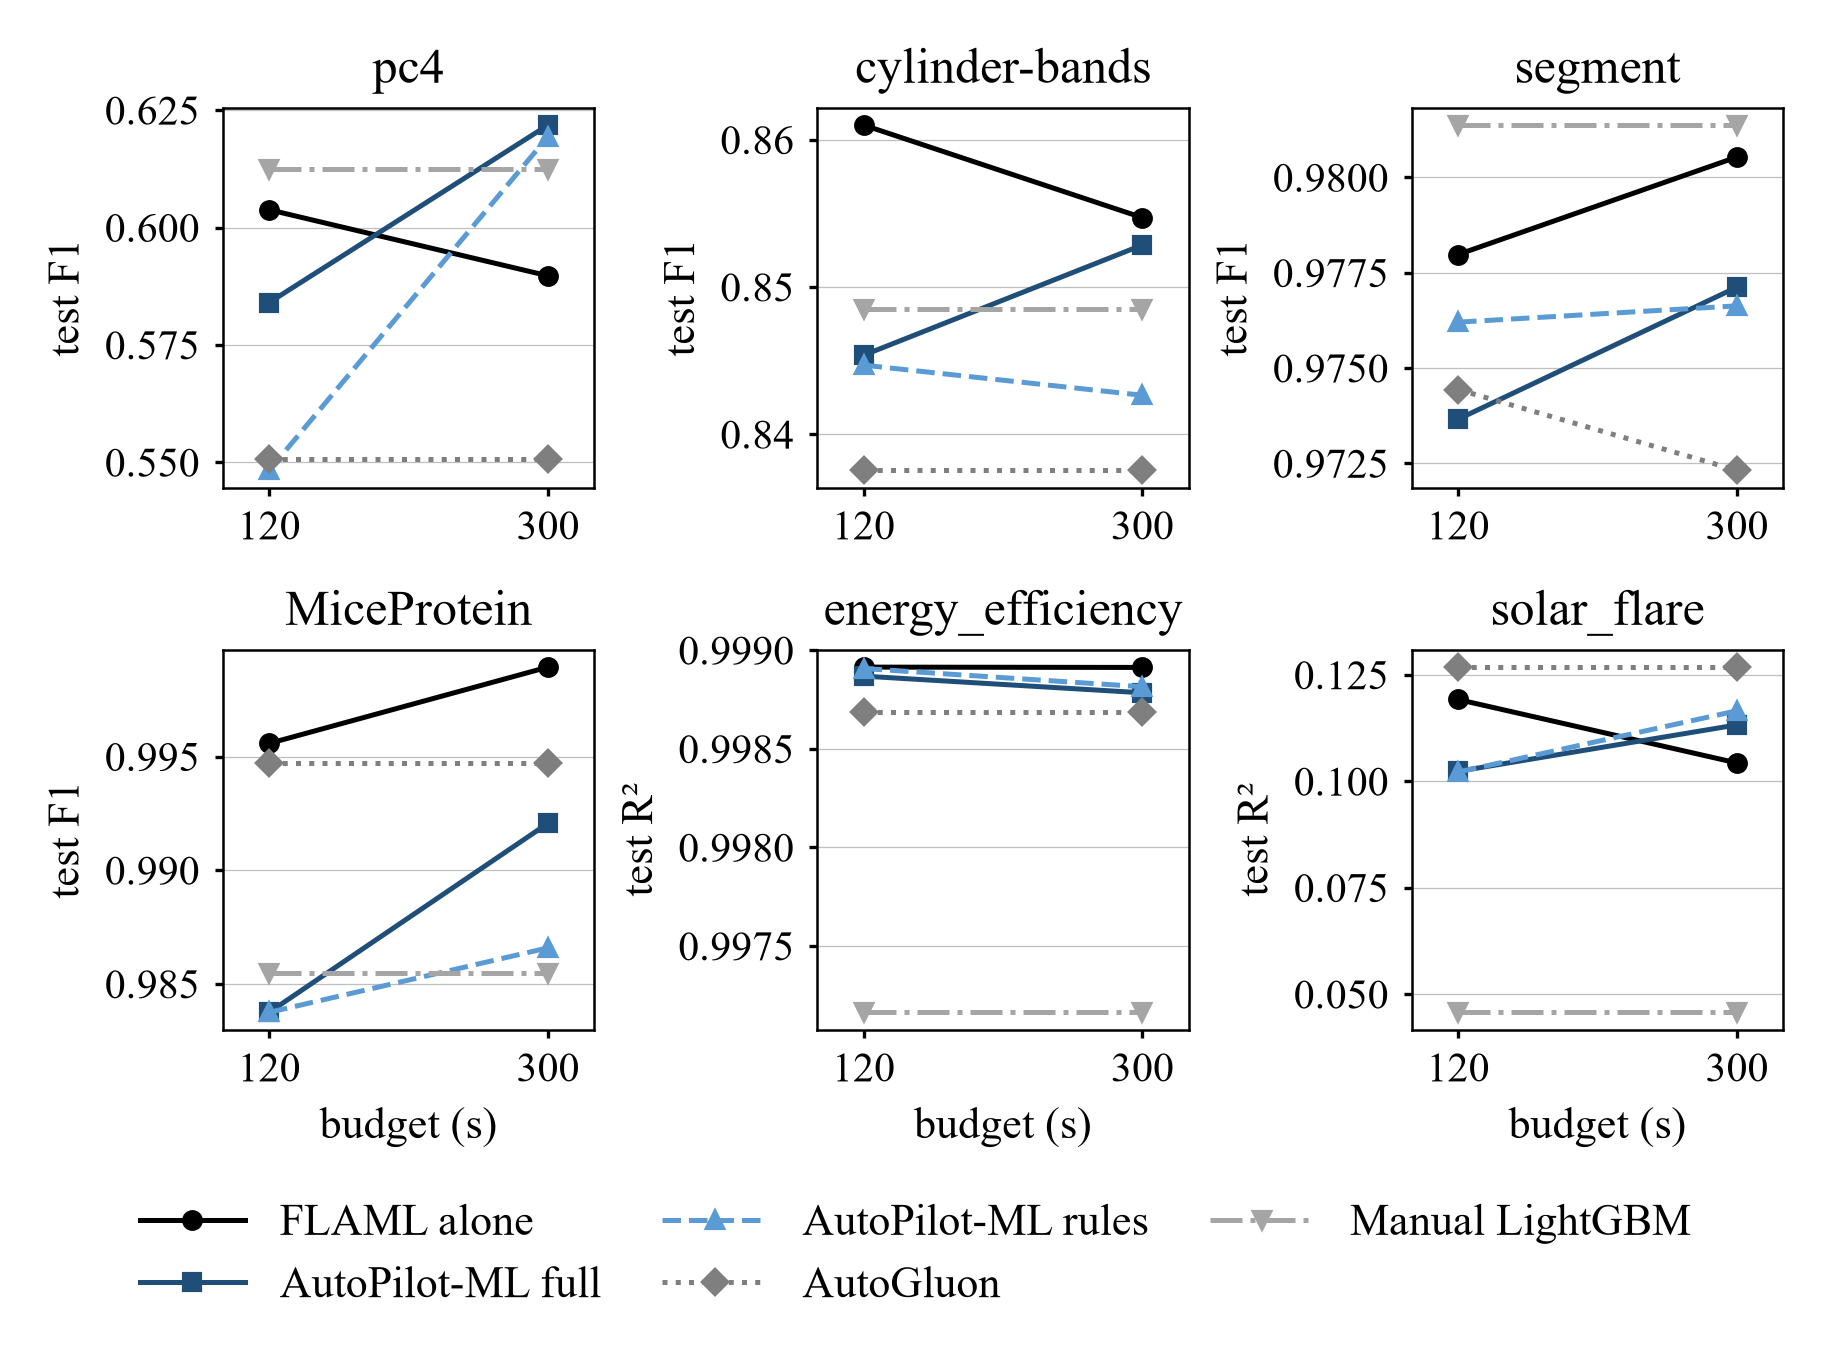 pc4
cylinder-bands
segment
0.625
0.600
0.575
0.550
test F1
120
300
0.86
0.85
0.84
test F1
120
300
0.9800
0.9775
0.9750
0.9725
test F1
120
300
MiceProtein
energy_efficiency
solar_flare
0.995
0.990
0.985
test F1
120
300
budget (s)
0.9990
0.9985
0.9980
0.9975
test R²
120
300
budget (s)
0.125
0.100
0.075
0.050
test R²
120
300
budget (s)
FLAML alone
AutoPilot-ML full
AutoPilot-ML rules
AutoGluon
Manual LightGBM